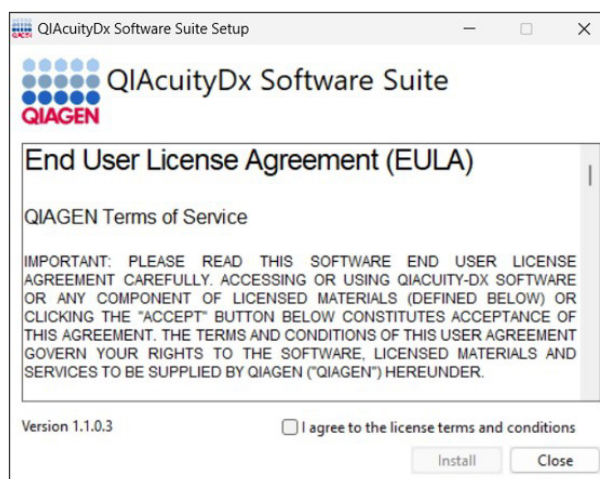 QIAcuityDx Software Suite Setup
QIAcuityDx Software Suite
QIAGEN
End User License Agreement (EULA)
QIAGEN Terms of Service
IMPORTANT: PLEASE READ THIS SOFTWARE END USER LICENSE
AGREEMENT CAREFULLY. ACCESSING OR USING QIACUITY-DX SOFTWARE
OR ANY COMPONENT OF LICENSED MATERIALS (DEFINED BELOW) OR
CLICKING THE "ACCEPT" BUTTON BELOW CONSTITUTES ACCEPTANCE OF
THIS AGREEMENT. THE TERMS AND CONDITIONS OF THIS USER AGREEMENT
GOVERN YOUR RIGHTS TO THE SOFTWARE, LICENSED MATERIALS AND
SERVICES TO BE SUPPLIED BY QIAGEN ("QIAGEN") HEREUNDER.
Version 1.1.0.3
I agree to the license terms and conditions
Install
Close